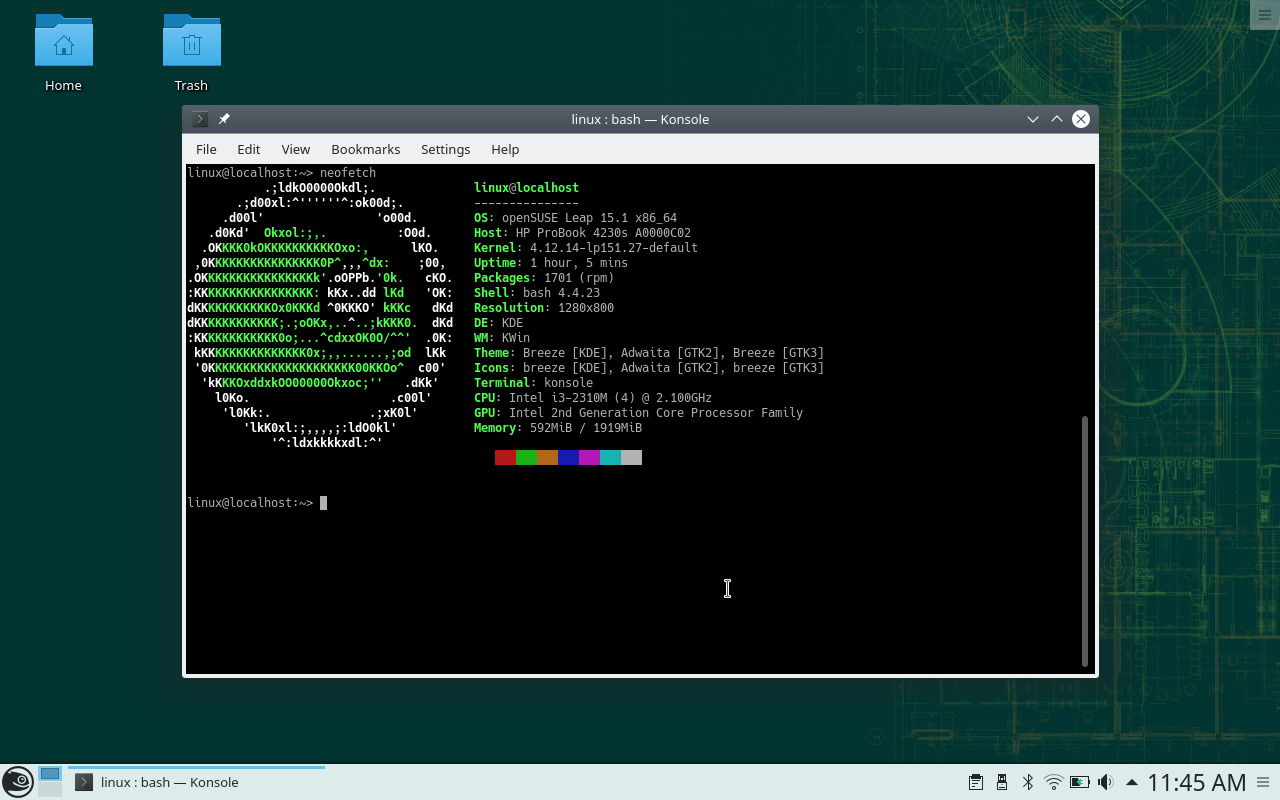 Home
Trash
linux : bash — Konsole
File Edit View Bookmarks Settings Help
linux@localhost:~> neofetch
linux@localhost
---------------
OS: openSUSE Leap 15.1 x86_64
Host: HP ProBook 4230s A0000C02
Kernel: 4.12.14-lp151.27-default
Uptime: 1 hour, 5 mins
Packages: 1701 (rpm)
Shell: bash 4.4.23
Resolution: 1280x800
DE: KDE
WM: KWin
Theme: Breeze [KDE], Adwaita [GTK2], Breeze [GTK3]
Icons: breeze [KDE], Adwaita [GTK2], breeze [GTK3]
Terminal: konsole
CPU: Intel i3-2310M (4) @ 2.100GHz
GPU: Intel 2nd Generation Core Processor Family
Memory: 592MiB / 1919MiB
linux@localhost:~>
linux : bash — Konsole
11:45 AM